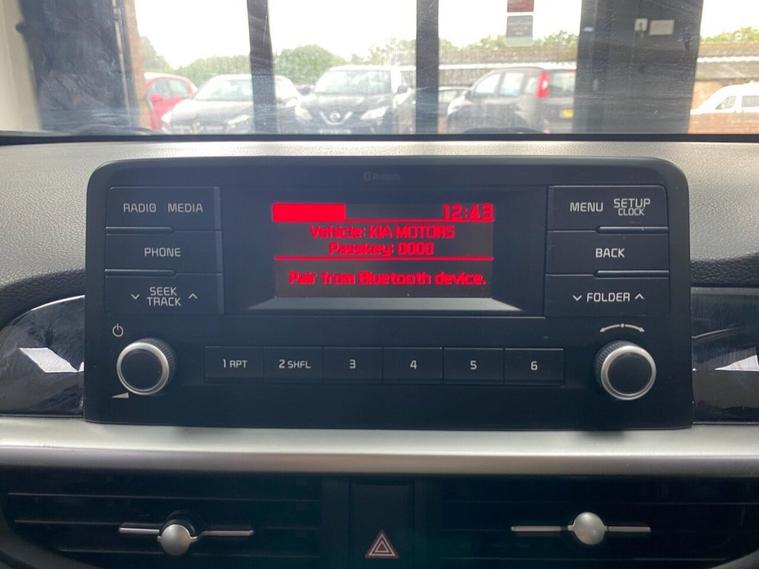 Bluetooth
RADIO MEDIA
PHONE
SEEK
TRACK
12:43
Vehicle: KIA MOTORS
Passkey: 0000
Pair from Bluetooth device.
MENU SETUP
CLOCK
BACK
FOLDER
1 RPT 2 SHFL 3 4 5 6